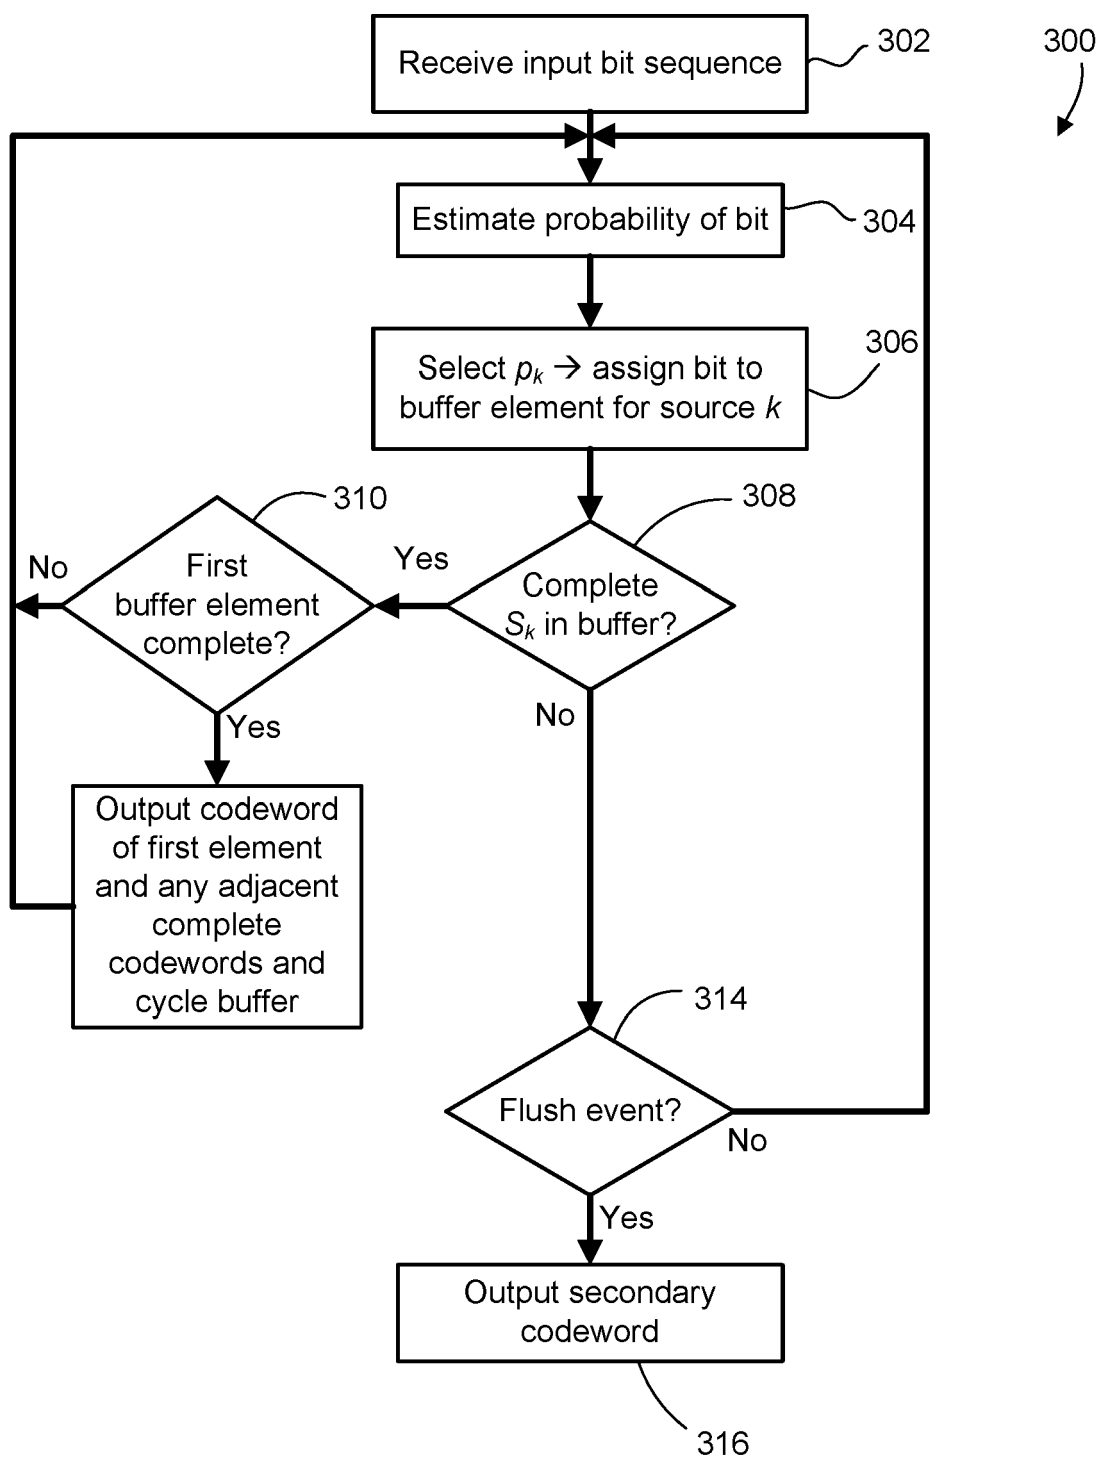 Receive input bit sequence
302
300
Estimate probability of bit
304
Select pk → assign bit to
buffer element for source k
306
308
310
Complete
Sk in buffer?
Yes
No
First
buffer element
complete?
No
Yes
Output codeword
of first element
and any adjacent
complete
codewords and
cycle buffer
314
Flush event?
No
Yes
Output secondary
codeword
316